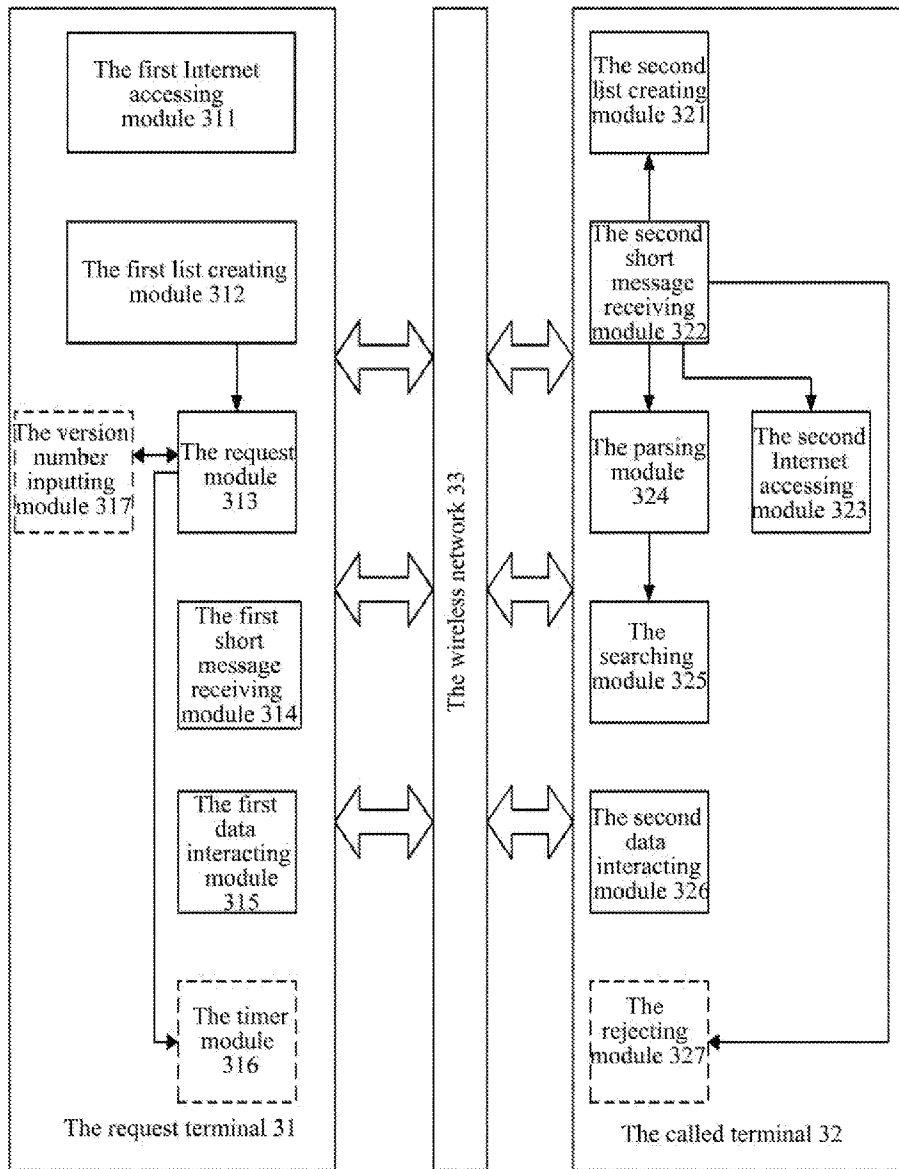 The first Internet
accessing
module 311
The first list creating
module 312
The version
number
inputting
module 317
The request
module
313
The first
short
message
receiving
module 314
The first
data
interacting
module
315
The timer
module
316
The request terminal 31
The wireless network 33
The second
list creating
module 321
The second
short
message
receiving
module 322
The parsing
module
324
The second
Internet
accessing
module 323
The
searching
module 325
The second
data
interacting
module 326
The
rejecting
module 327
The called terminal 32